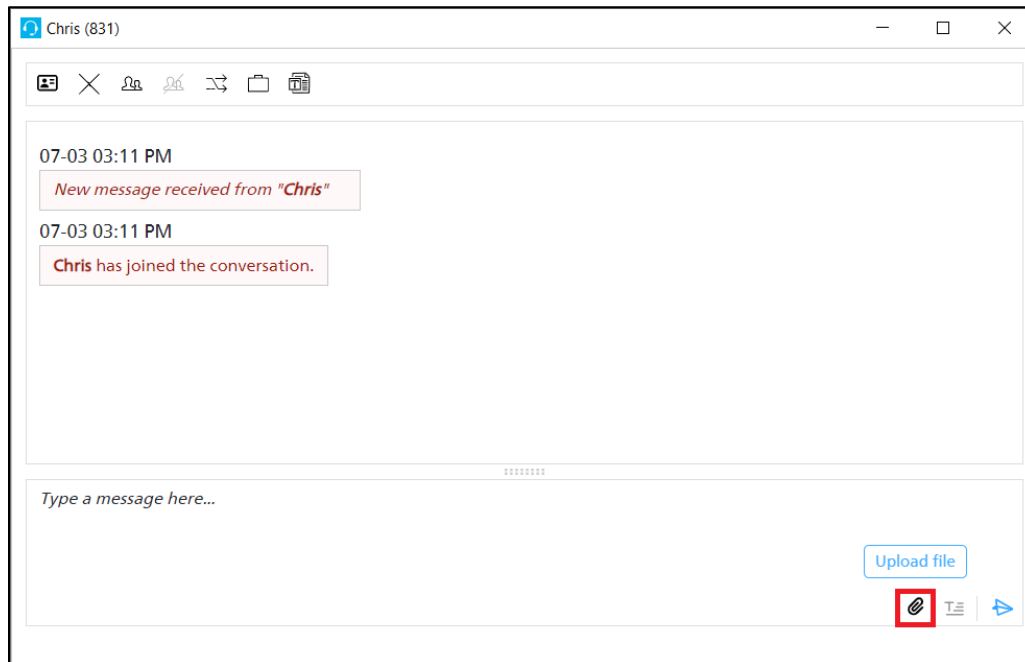 Chris (831)
07-03 03:11 PM
New message received from "Chris"
07-03 03:11 PM
Chris has joined the conversation.
Type a message here...
Upload file